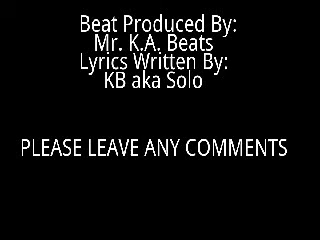 Beat Produced By:
Mr. K.A. Beats
Lyrics Written By:
KB aka Solo
PLEASE LEAVE ANY COMMENTS